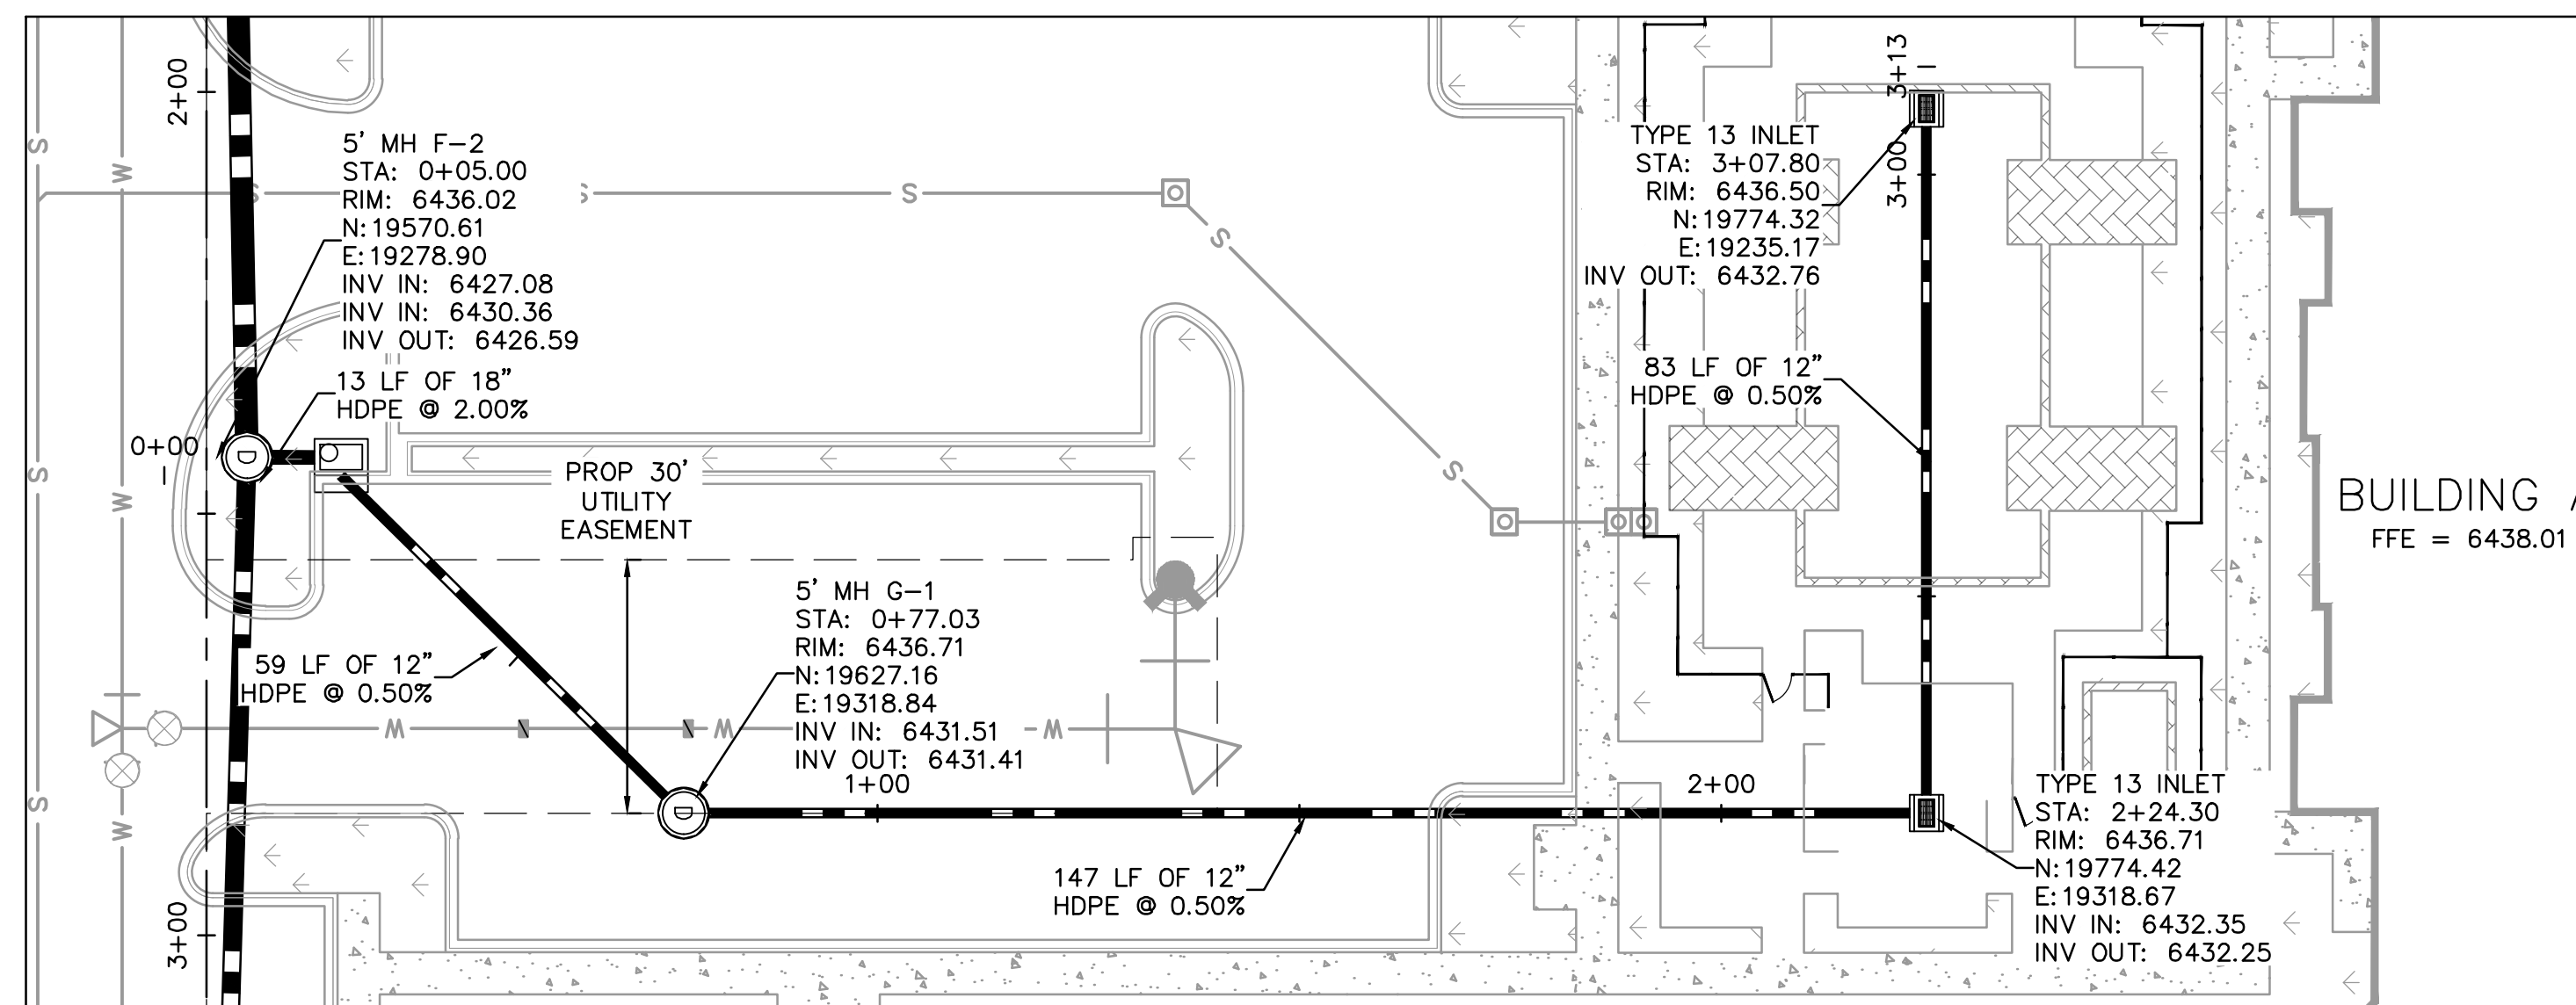 2+00
5' MH F-2
STA: 0+05.00
RIM: 6436.02
N:19570.61
E:19278.90
INV IN: 6427.08
INV IN: 6430.36
INV OUT: 6426.59
13 LF OF 18"
HDPE @ 2.00%
0+00
PROP 30'
UTILITY
EASEMENT
59 LF OF 12"
HDPE @ 0.50%
5' MH G-1
STA: 0+77.03
RIM: 6436.71
N:19627.16
E:19318.84
INV IN: 6431.51
INV OUT: 6431.41
1+00
147 LF OF 12"
HDPE @ 0.50%
2+00
3+00
3+13
TYPE 13 INLET
STA: 3+07.80
RIM: 6436.50
N:19774.32
E:19235.17
INV OUT: 6432.76
3+00
83 LF OF 12"
HDPE @ 0.50%
BUILDING
FFE = 6438.01
TYPE 13 INLET
STA: 2+24.30
RIM: 6436.71
N:19774.42
E:19318.67
INV IN: 6432.35
INV OUT: 6432.25
S
S
S
W
W
W
S
S
S
S
S
W
W
W